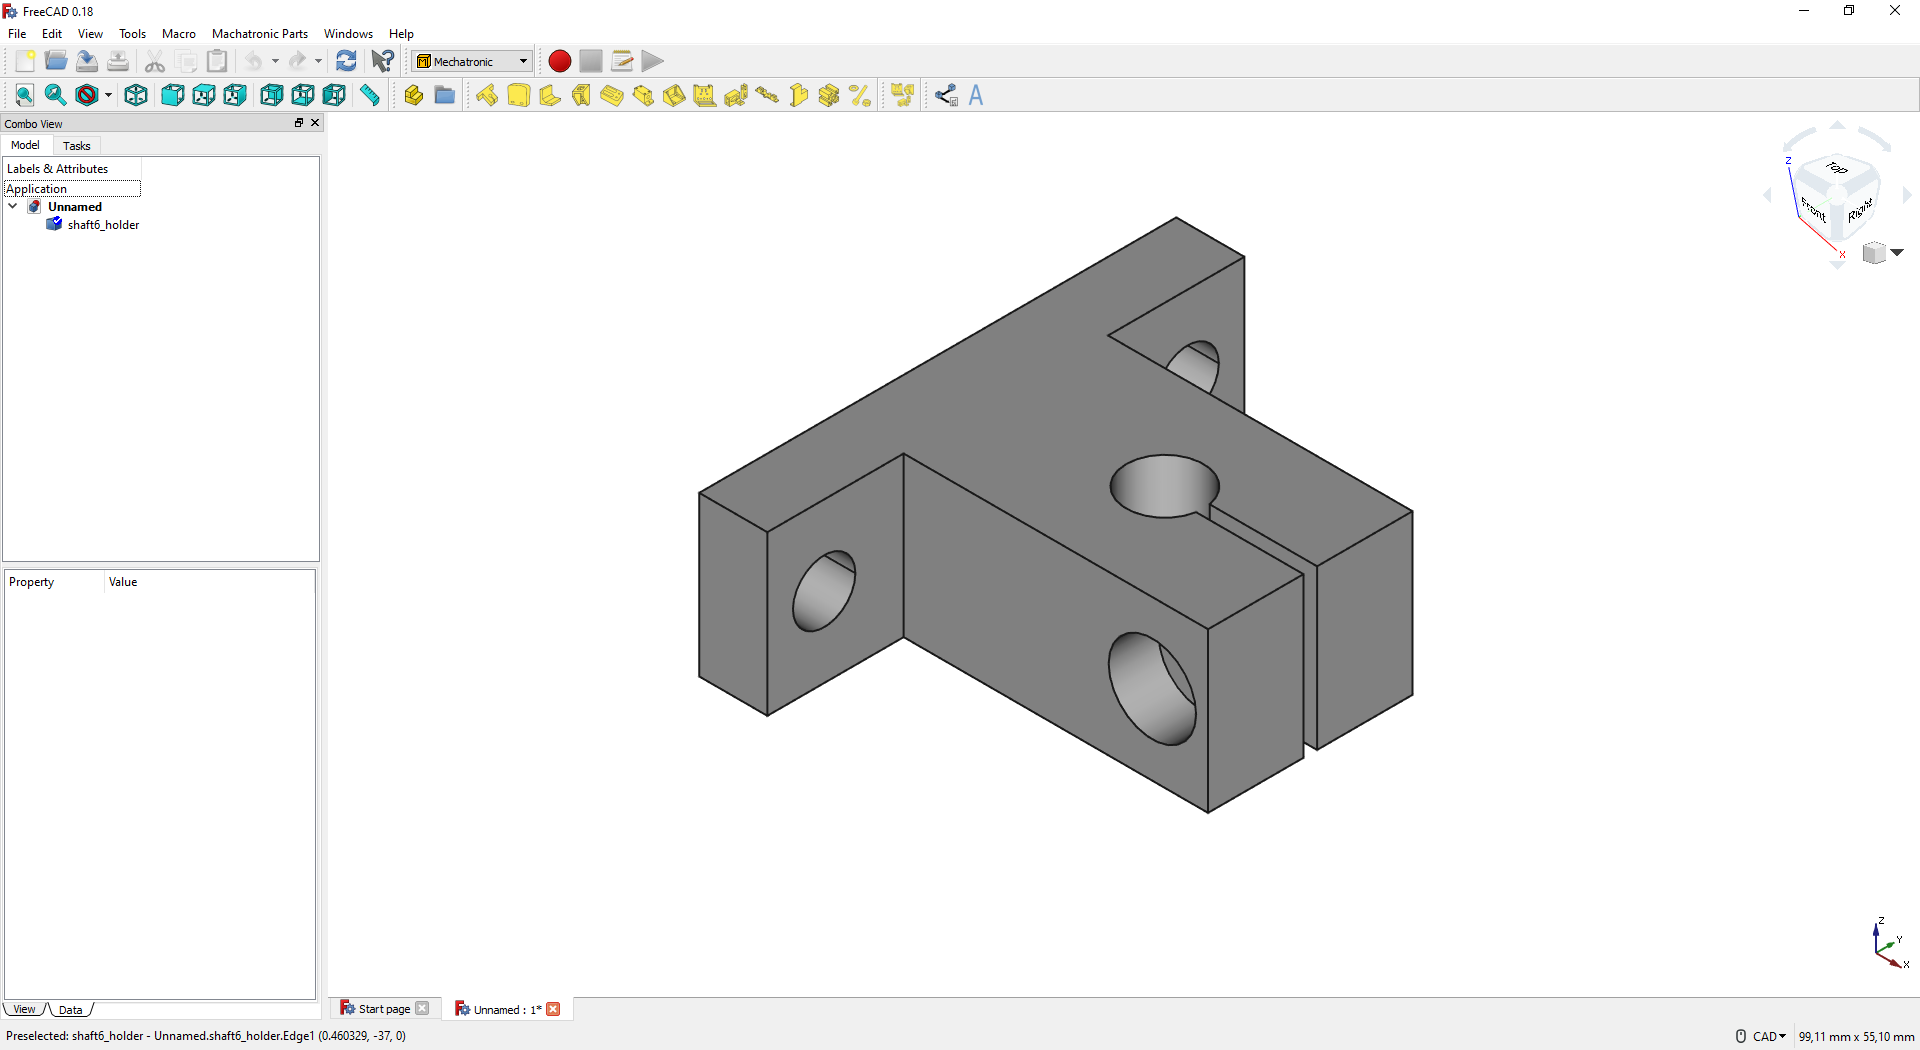 FreeCAD 0.18
File Edit View Tools Macro Machatronic Parts Windows Help
Mechatronic
A
Combo View
Model Tasks
Labels & Attributes
Application
Unnamed
shaft6_holder
Property Value
View Data
Top
Front
Right
Z
X
Z
Y
X
Start page
Unnamed : 1*
Preselected: shaft6_holder - Unnamed.shaft6_holder.Edge1 (0.460329, -37, 0)
CAD
99,11 mm x 55,10 mm